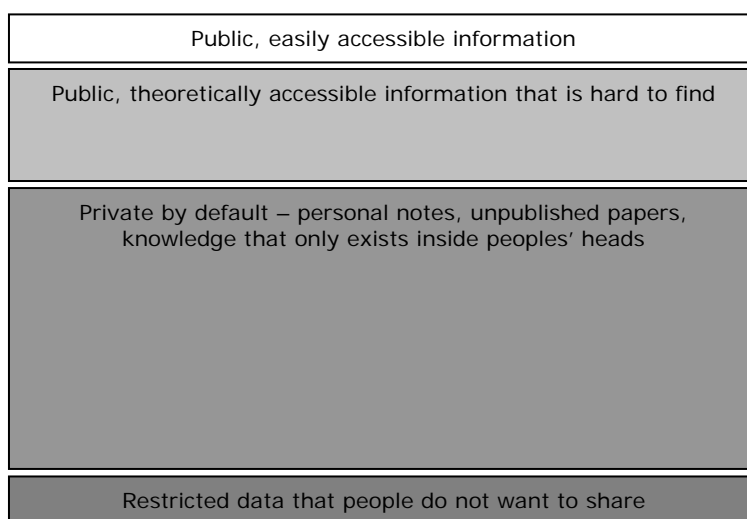 Public, easily accessible information
Public, theoretically accessible information that is hard to find
Private by default – personal notes, unpublished papers,
knowledge that only exists inside peoples’ heads
Restricted data that people do not want to share